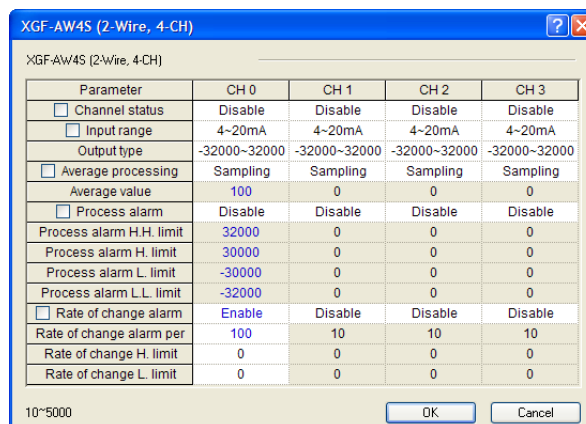 XGF-AW4S (2-Wire, 4-CH)
XGF-AW4S (2-Wire, 4-CH)
Parameter CH 0 CH 1 CH 2 CH 3
Channel status Disable Disable Disable Disable
Input range 4~20mA 4~20mA 4~20mA 4~20mA
Output type -32000~32000 -32000~32000 -32000~32000 -32000~32000
Average processing Sampling Sampling Sampling Sampling
Average value 100 0 0 0
Process alarm Disable Disable Disable Disable
Process alarm H.H. limit 32000 0 0 0
Process alarm H. limit 30000 0 0 0
Process alarm L. limit -30000 0 0 0
Process alarm L.L. limit -32000 0 0 0
Rate of change alarm Enable Disable Disable Disable
Rate of change alarm per 100 10 10 10
Rate of change H. limit 0 0 0 0
Rate of change L. limit 0 0 0 0
10~5000 OK Cancel